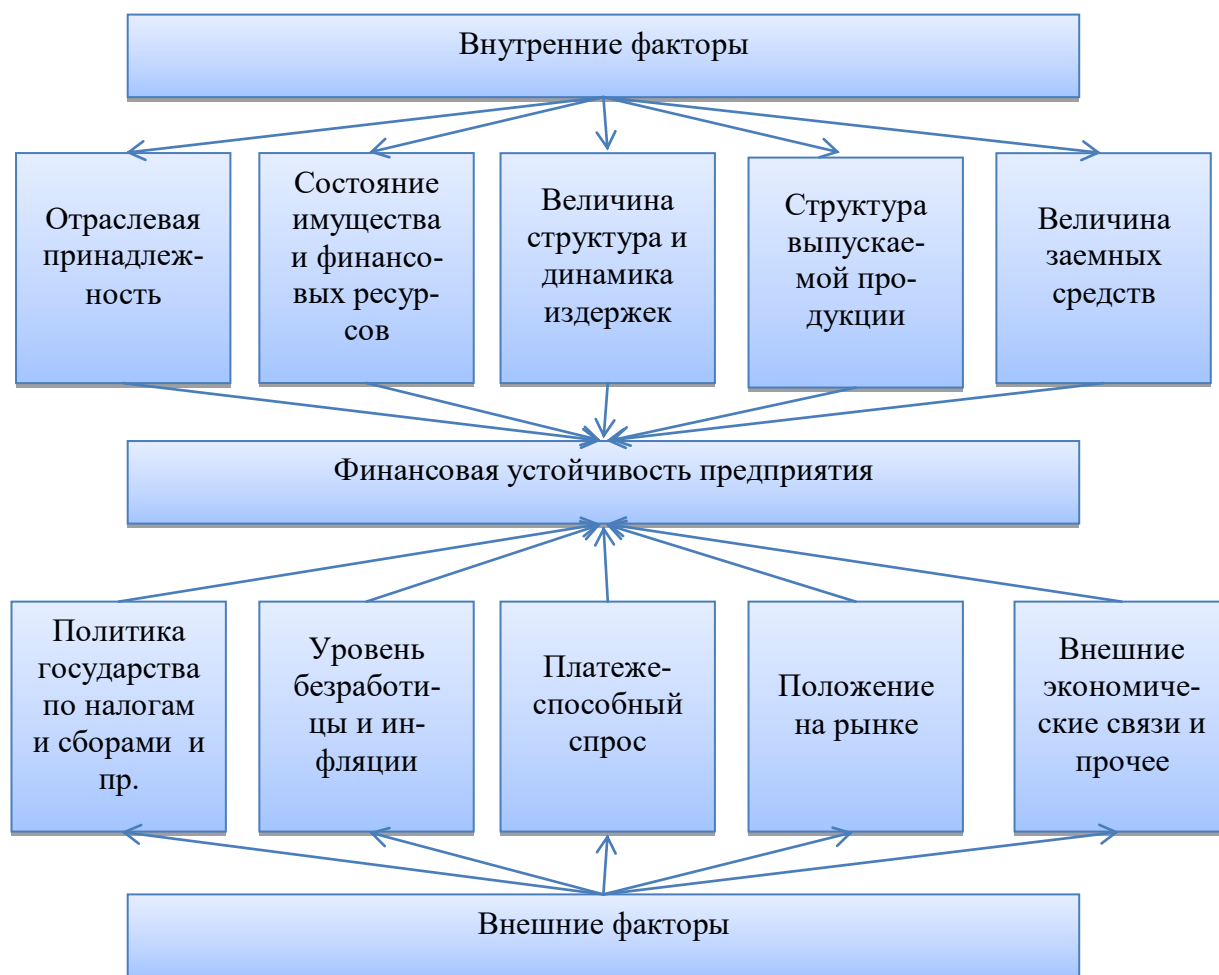 Внутренние факторы
Отраслевая
принадлеж-
ность
Состояние
имущества
и финансо-
вых ресур-
сов
Величина
структура и
динамика
издержек
Структура
выпускае-
мой про-
дукции
Величина
заемных
средств
Финансовая устойчивость предприятия
Политика
государства
по налогам
и сборами и
пр.
Уровень
безработи-
цы и ин-
фляции
Платеже-
способный
спрос
Положение
на рынке
Внешние
экономиче-
ские связи и
прочее
Внешние факторы